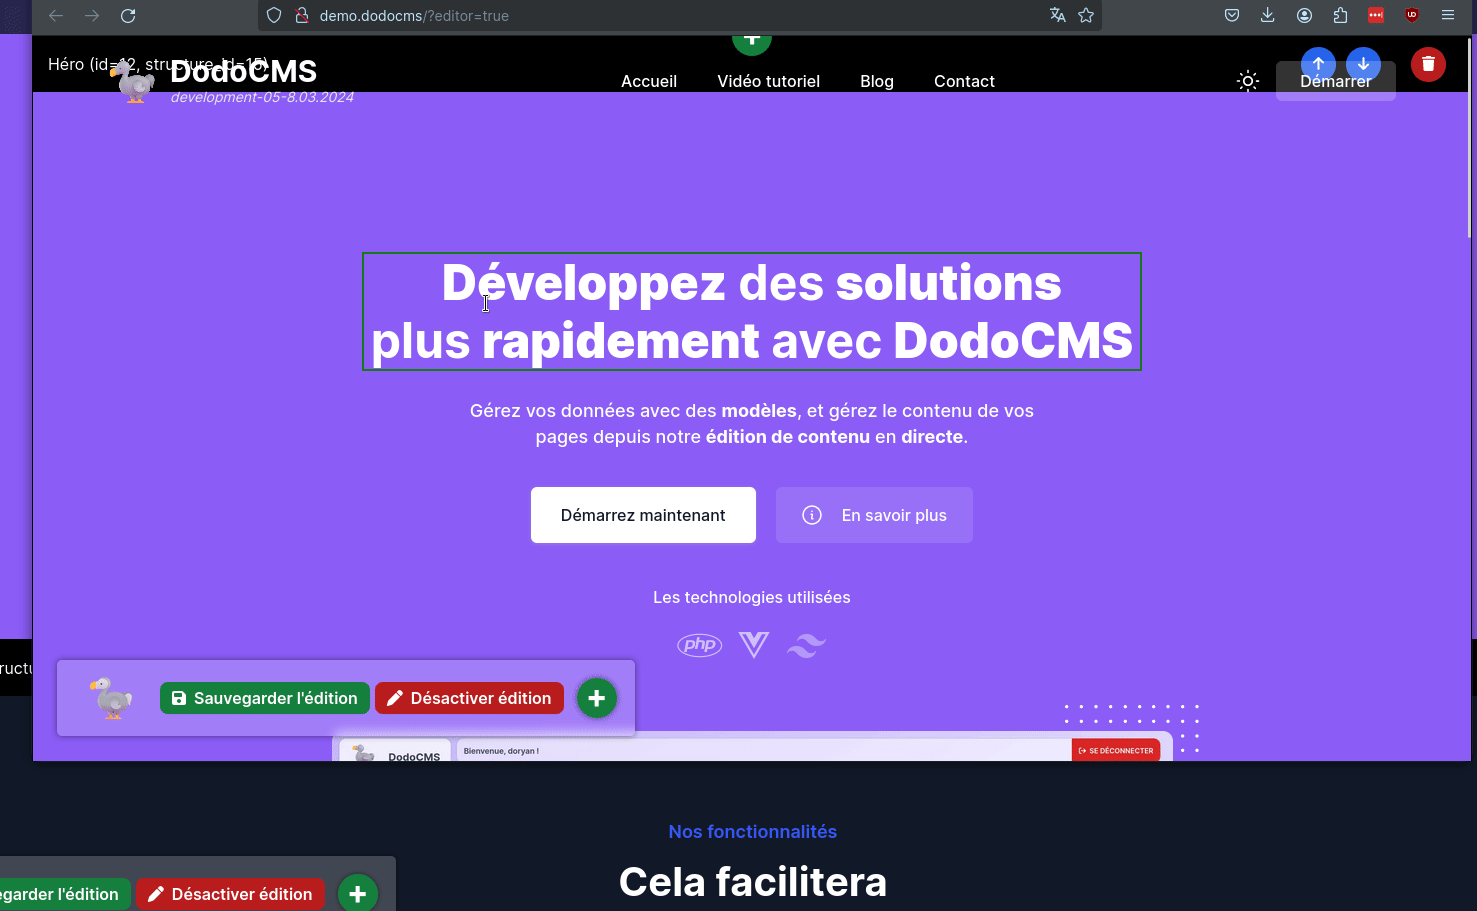 demo.dodocms/?editor=true
Héro (id=12, structure_id=15)
DodoCMS
development-05-8.03.2024
Accueil
Vidéo tutoriel
Blog
Contact
Démarrer
Développez des solutions
plus rapidement avec DodoCMS
Gérez vos données avec des modèles, et gérez le contenu de vos
pages depuis notre édition de contenu en directe.
Démarrez maintenant
En savoir plus
Les technologies utilisées
php
Sauvegarder l'édition
Désactiver édition
DodoCMS
Bienvenue, doryan !
SE DÉCONNECTER
Nos fonctionnalités
Cela facilitera
egarder l'édition
Désactiver édition